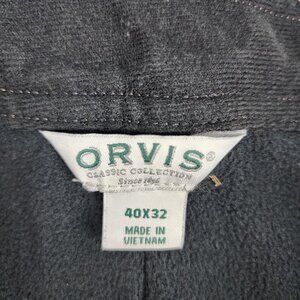 ORVIS®
CLASSIC COLLECTION
Since 1856
40X32
MADE IN
VIETNAM